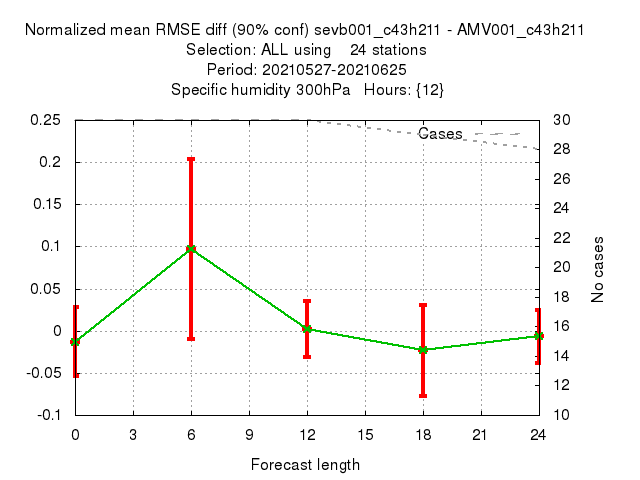 Normalized mean RMSE diff (90% conf) sevb001_c43h211 - AMV001_c43h211
Selection: ALL using 24 stations
Period: 20210527-20210625
Specific humidity 300hPa Hours: {12}
Cases
0.25
0.2
0.15
0.1
0.05
0
-0.05
-0.1
30
28
26
24
22
20
18
16
14
12
10
No cases
0 3 6 9 12 15 18 21 24
Forecast length